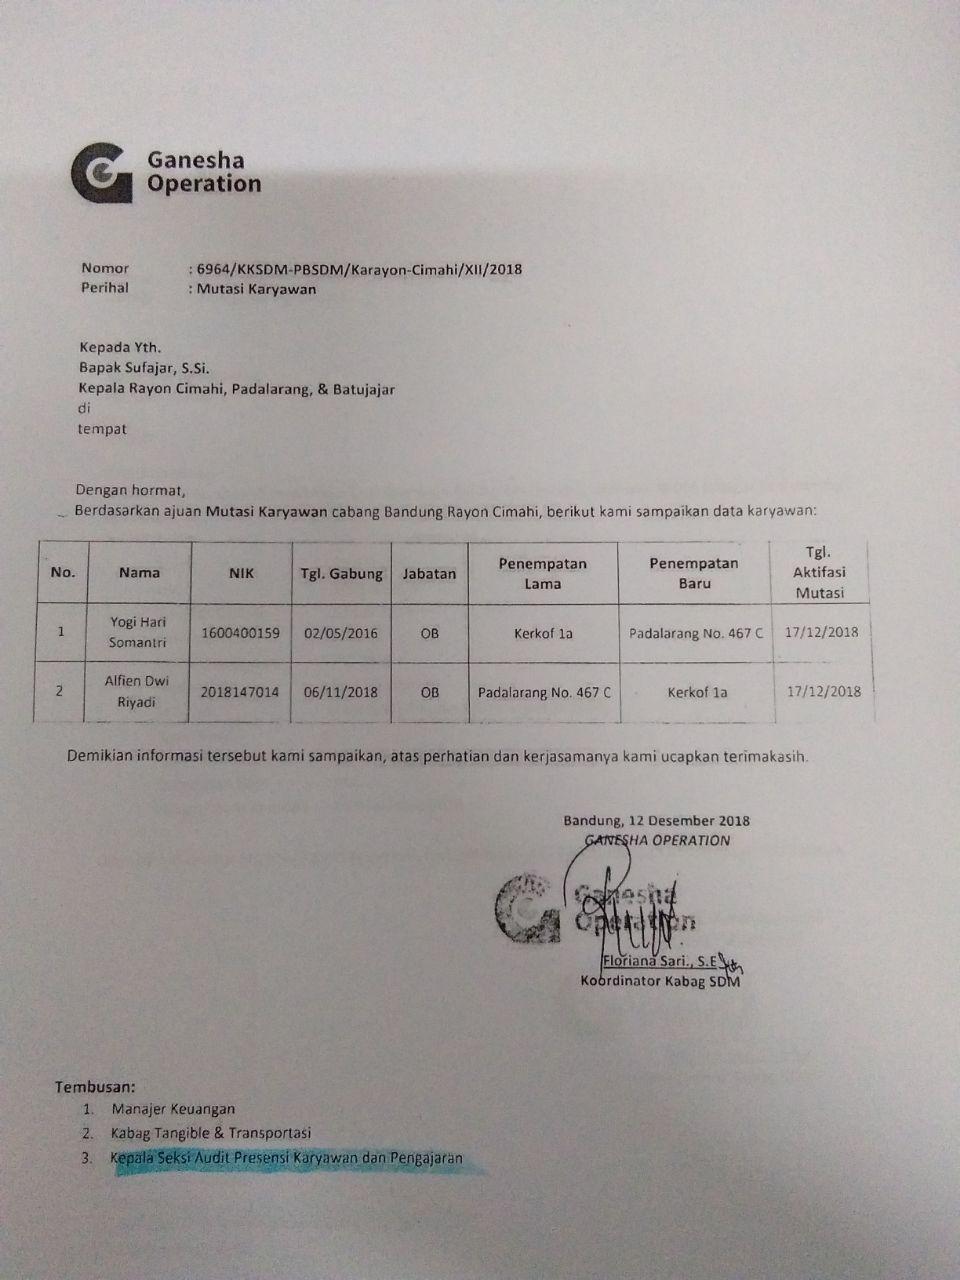 Ganesha
Operation
Nomor : 6964/KKSDM-PBSDM/Karayon-Cimahi/XII/2018
Perihal : Mutasi Karyawan
Kepada Yth.
Bapak Sufajar, S.Si.
Kepala Rayon Cimahi, Padalarang, & Batujajar
di
tempat
Dengan hormat,
Berdasarkan ajuan Mutasi Karyawan cabang Bandung Rayon Cimahi, berikut kami sampaikan data karyawan:
No. Nama NIK Tgl. Gabung Jabatan Penempatan Lama Penempatan Baru Tgl. Aktifasi Mutasi
1 Yogi Hari Somantri 1600400159 02/05/2016 OB Kerkof 1a Padalarang No. 467 C 17/12/2018
2 Alfien Dwi Riyadi 2018147014 06/11/2018 OB Padalarang No. 467 C Kerkof 1a 17/12/2018
Demikian informasi tersebut kami sampaikan, atas perhatian dan kerjasamanya kami ucapkan terimakasih.
Bandung, 12 Desember 2018
GANESHA OPERATION
Ganesha
Operation
Floriana Sari., S.E
Koordinator Kabag SDM
Tembusan:
1. Manajer Keuangan
2. Kabag Tangible & Transportasi
3. Kepala Seksi Audit Presensi Karyawan dan Pengajaran